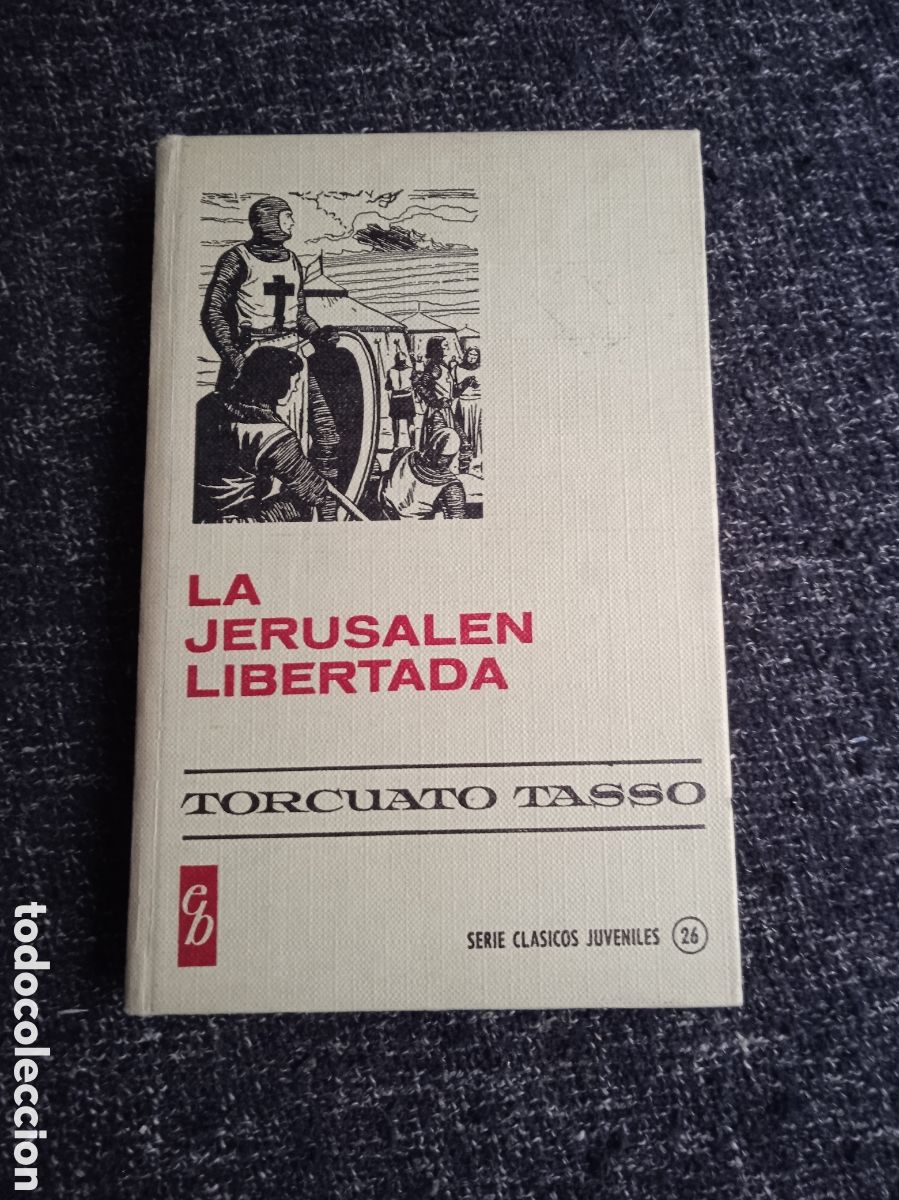 LA
JERUSALEN
LIBERTADA
TORCUATO TASSO
eb
SERIE CLASICOS JUVENILES 26
todocoleccion